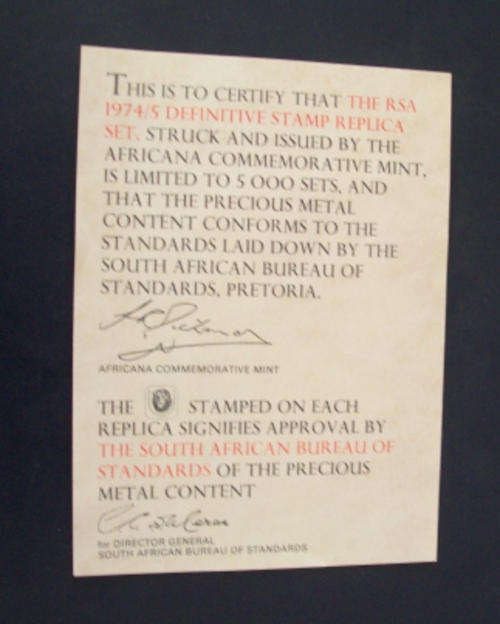 THIS IS TO CERTIFY THAT THE RSA
1974/5 DEFINITIVE STAMP REPLICA
SET, STRUCK AND ISSUED BY THE
AFRICANA COMMEMORATIVE MINT,
IS LIMITED TO 5 000 SETS, AND
THAT THE PRECIOUS METAL
CONTENT CONFORMS TO THE
STANDARDS LAID DOWN BY THE
SOUTH AFRICAN BUREAU OF
STANDARDS, PRETORIA.
AFRICANA COMMEMORATIVE MINT
THE STAMPED ON EACH
REPLICA SIGNIFIES APPROVAL BY
THE SOUTH AFRICAN BUREAU OF
STANDARDS OF THE PRECIOUS
METAL CONTENT
for DIRECTOR GENERAL
SOUTH AFRICAN BUREAU OF STANDARDS